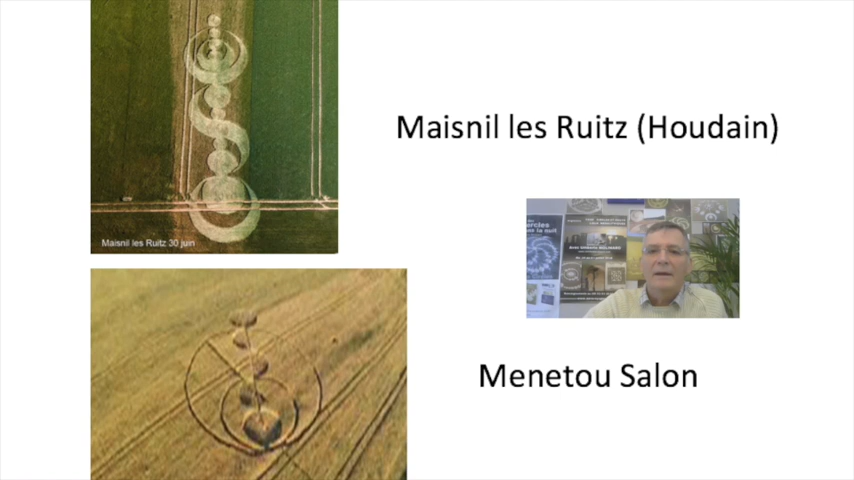 Maisnil les Ruitz (Houdain)
Maisnil les Ruitz 30 juin
Menetou Salon